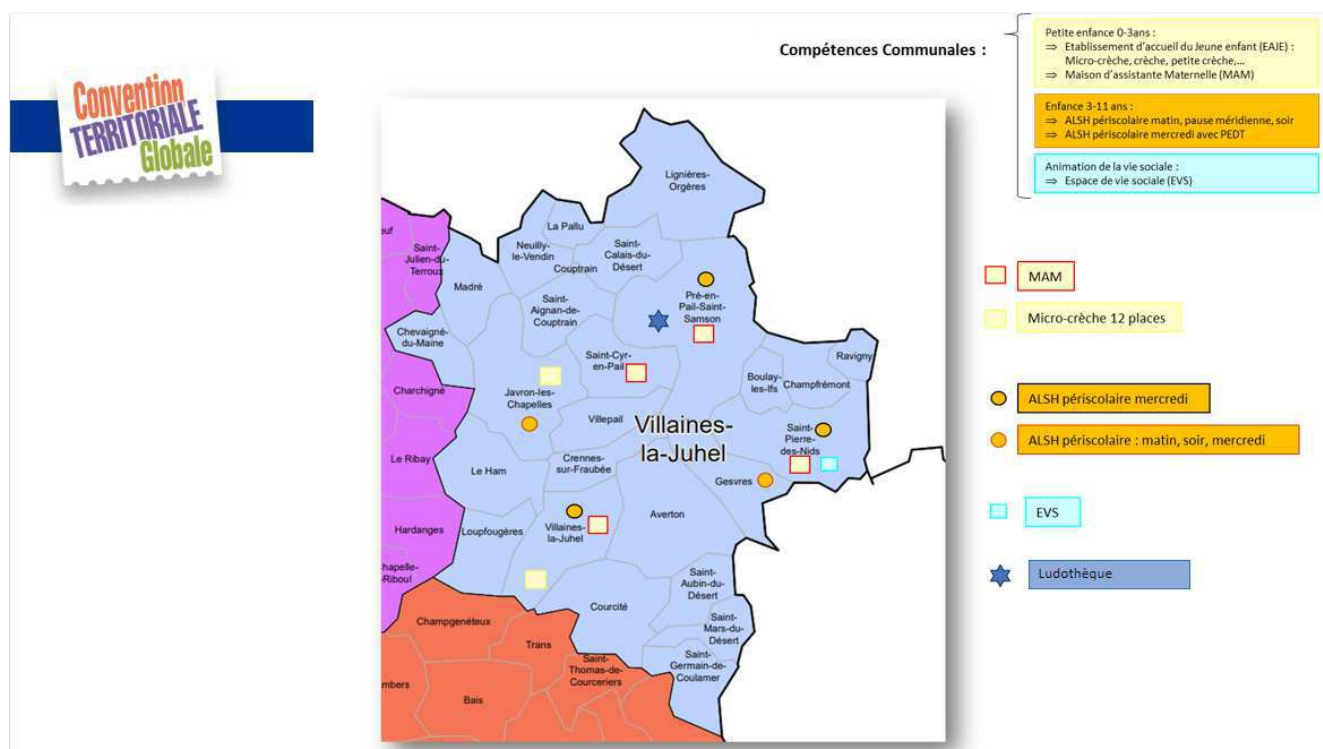 Compétences Communales :
Petite enfance 0-3ans :
⇒ Etablissement d'accueil du Jeune enfant (EAJE) :
Micro-crèche, crèche, petite crèche,…
⇒ Maison d'assistante Maternelle (MAM)
Enfance 3-11 ans :
⇒ ALSH périscolaire matin, pause méridienne, soir
⇒ ALSH périscolaire mercredi avec PEDT
Animation de la vie sociale :
⇒ Espace de vie sociale (EVS)
Convention
TERRITORIALE
Globale
Lignières-
Orgères
La Pallu
Neuilly-
le-Vendin
Couptrain
Saint-
Calais-du-
Désert
euf
Saint-
Julien-du-
Terroux
Madré
Saint-
Aignan-de-
Couptrain
Pré-en-
Pail-Saint-
Samson
Chevaigné-
du-Maine
Saint-Cyr-
en-Pail
Ravigny
Boulay-
les-Ifs
Champfrémont
Charchigné
Javron-les-
Chapelles
Villepail
Villaines-
la-Juhel
Saint-
Pierre-
des-Nids
Le Ribay
Le Ham
Crennes-
sur-Fraubée
Gesvres
Averton
Hardanges
Loupfougères
Villaines-
la-Juhel
Chapelle-
-Riboul
Saint-
Aubin-du-
Désert
Courcité
Saint-
Mars-du-
Désert
Champgenéteux
Trans
Saint-
Thomas-de-
Courceriers
Saint-
Germain-de-
Coulamer
mbers
Bais
MAM
Micro-crèche 12 places
ALSH périscolaire mercredi
ALSH périscolaire : matin, soir, mercredi
EVS
Ludothèque